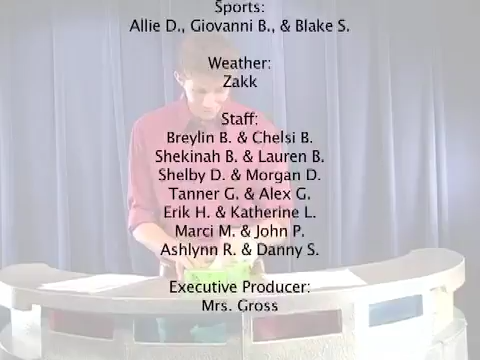 Sports:
Allie D., Giovanni B., & Blake S.
Weather:
Zakk
Staff:
Breylin B. & Chelsi B.
Shekinah B. & Lauren B.
Shelby D. & Morgan D.
Tanner G. & Alex G.
Erik H. & Katherine L.
Marci M. & John P.
Ashlynn R. & Danny S.
Executive Producer:
Mrs. Gross